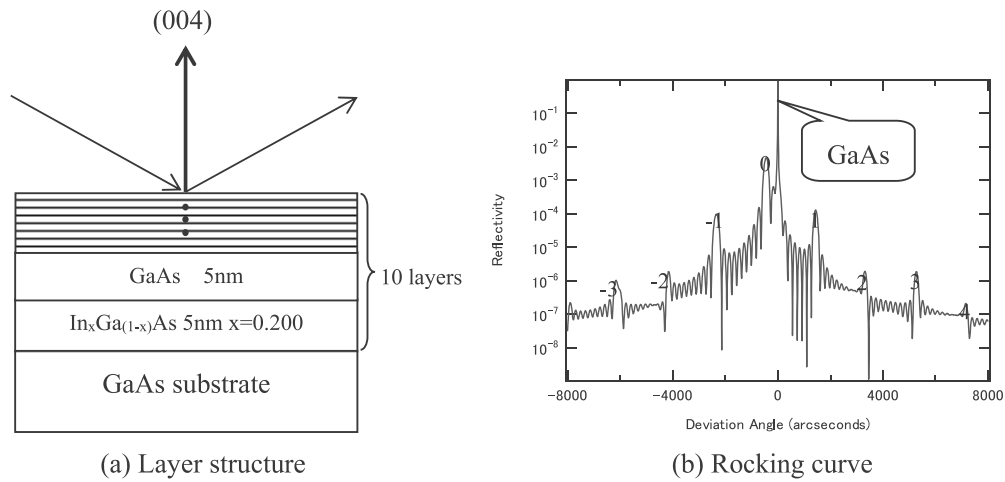 (004)
GaAs 5nm
InₓGa₍₁₋ₓ₎As 5nm x=0.200
GaAs substrate
10 layers
(a) Layer structure
Reflectivity
10⁻¹
10⁻²
10⁻³
10⁻⁴
10⁻⁵
10⁻⁶
10⁻⁷
10⁻⁸
GaAs
-3
-2
-1
0
1
2
3
4
-8000 -4000 0 4000 8000
Deviation Angle (arcseconds)
(b) Rocking curve